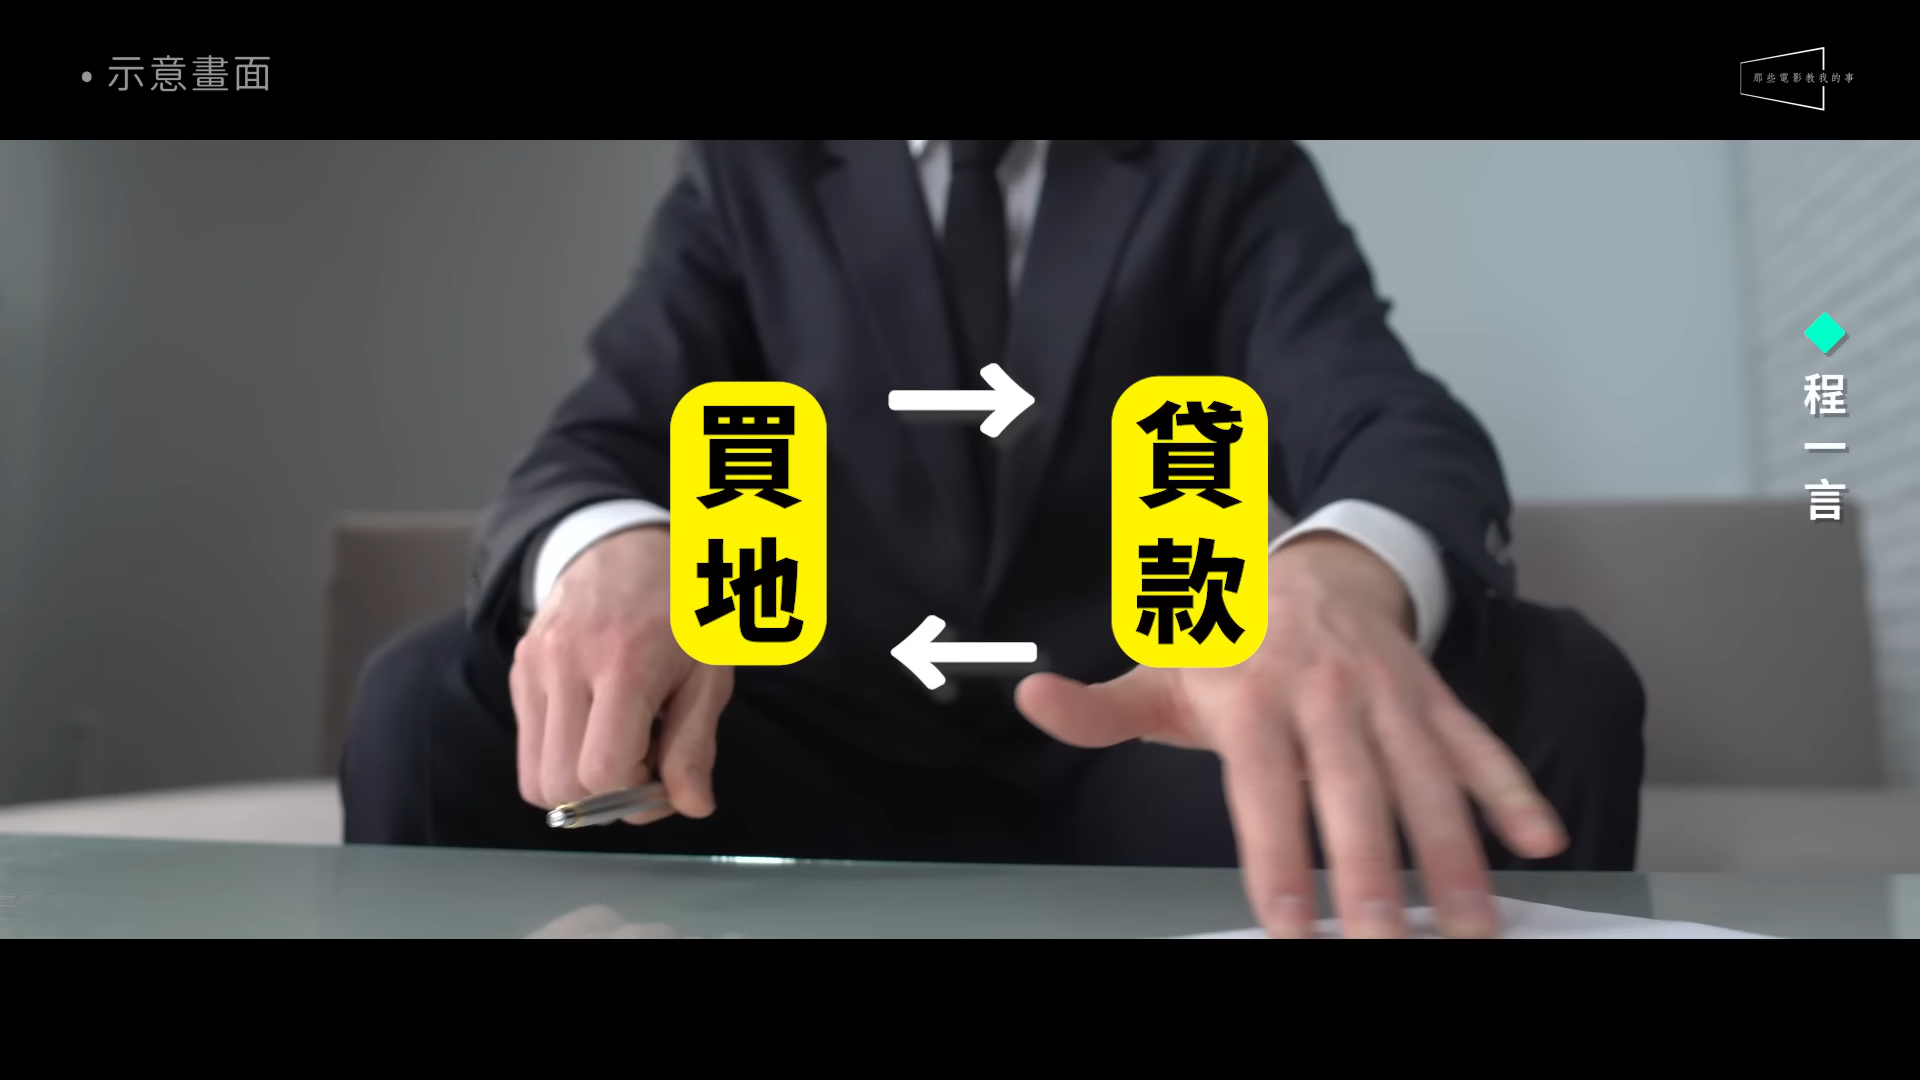 • 示意畫面
那些電影教我的事
買地
貸款
程一言